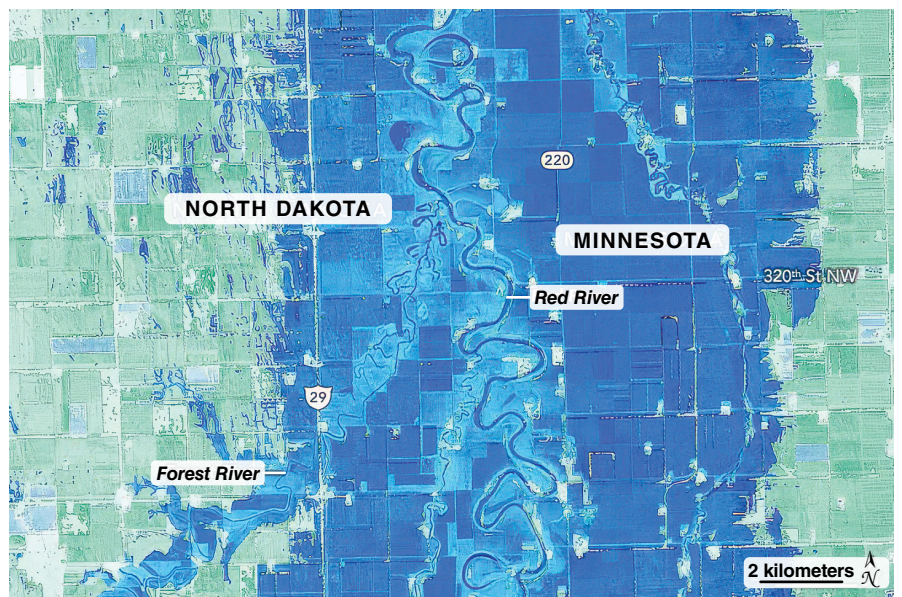 220
NORTH DAKOTA
MINNESOTA
320th St NW
Red River
29
Forest River
2 kilometers
N